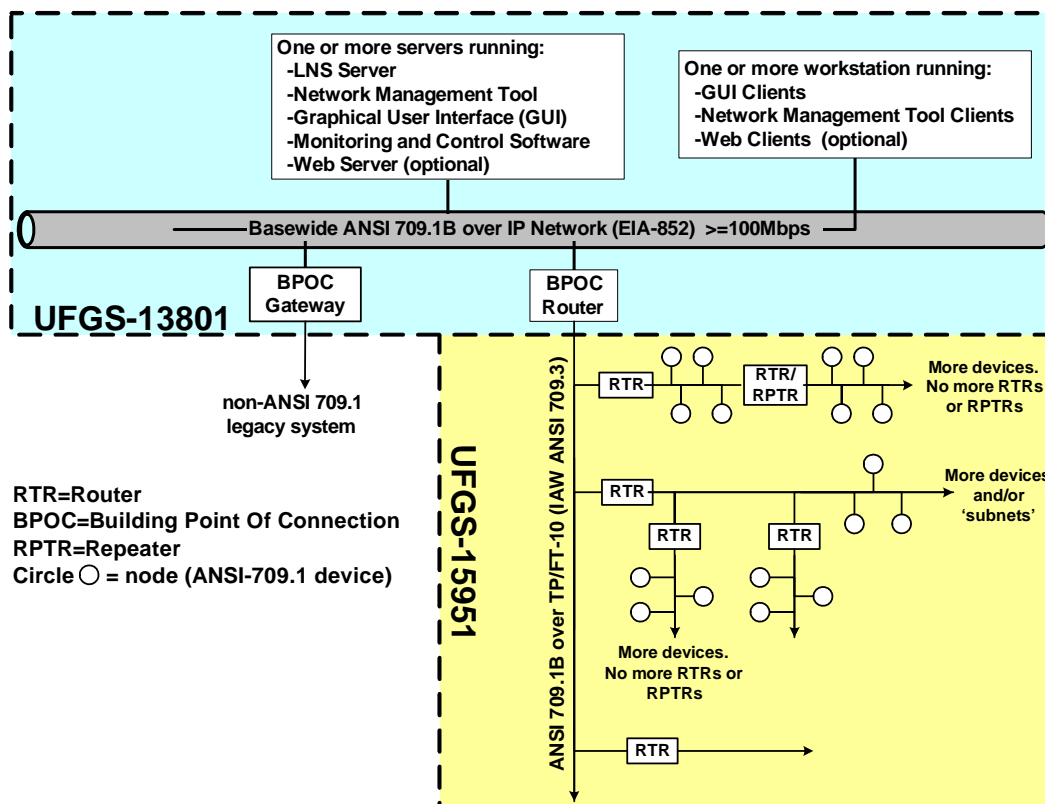 One or more servers running:
-LNS Server
-Network Management Tool
-Graphical User Interface (GUI)
-Monitoring and Control Software
-Web Server (optional)
One or more workstation running:
-GUI Clients
-Network Management Tool Clients
-Web Clients (optional)
Basewide ANSI 709.1B over IP Network (EIA-852) >=100Mbps
BPOC
Gateway
BPOC
Router
UFGS-13801
non-ANSI 709.1
legacy system
RTR=Router
BPOC=Building Point Of Connection
RPTR=Repeater
Circle = node (ANSI-709.1 device)
UFGS-15951
ANSI 709.1B over TP/FT-10 (IAW ANSI 709.3)
RTR
RTR/
RPTR
More devices.
No more RTRs
or RPTRs
RTR
More devices
and/or
‘subnets’
RTR
RTR
More devices.
No more RTRs or
RPTRs
RTR